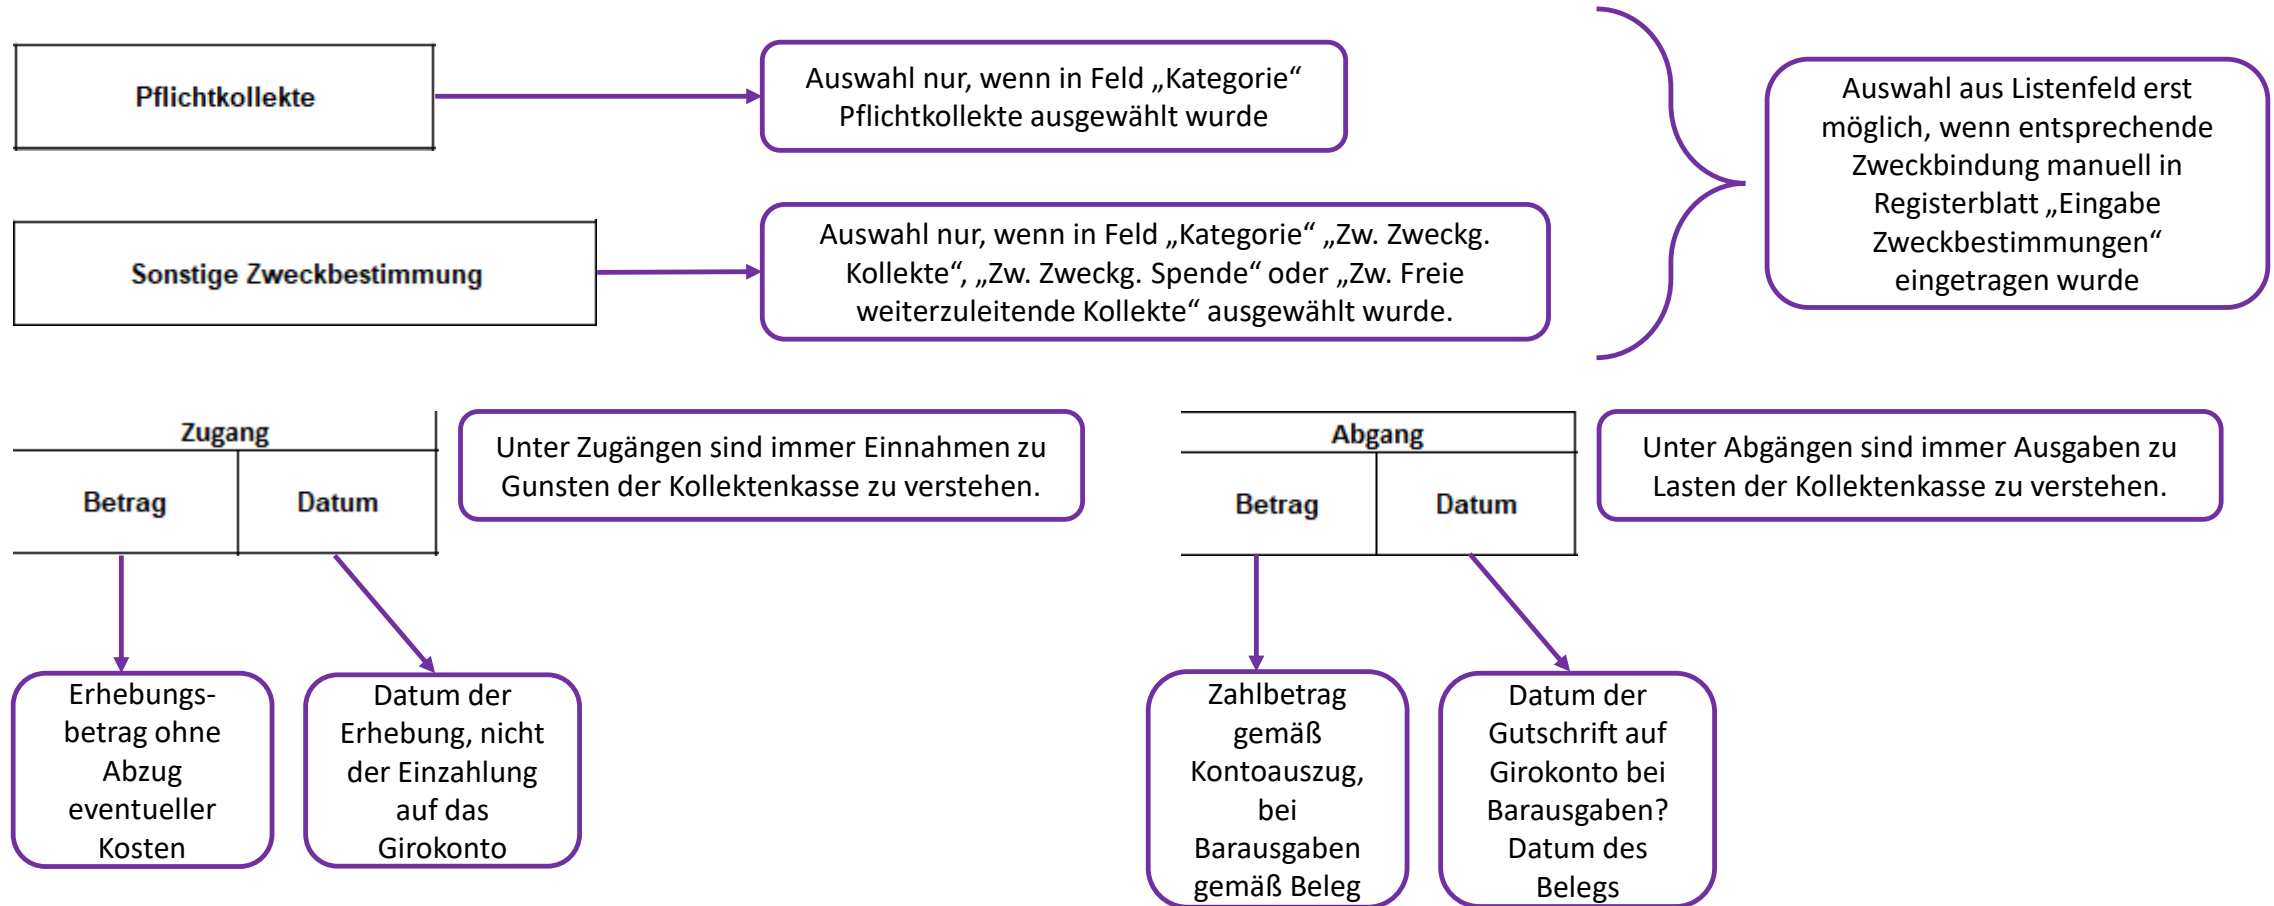 Pflichtkollekte
Auswahl nur, wenn in Feld „Kategorie“
Pflichtkollekte ausgewählt wurde
Auswahl aus Listenfeld erst
möglich, wenn entsprechende
Zweckbindung manuell in
Registerblatt „Eingabe
Zweckbestimmungen“
eingetragen wurde
Sonstige Zweckbestimmung
Auswahl nur, wenn in Feld „Kategorie“ „Zw. Zweckg.
Kollekte“, „Zw. Zweckg. Spende“ oder „Zw. Freie
weiterzuleitende Kollekte“ ausgewählt wurde.
Zugang
Betrag
Datum
Unter Zugängen sind immer Einnahmen zu
Gunsten der Kollektenkasse zu verstehen.
Abgang
Betrag
Datum
Unter Abgängen sind immer Ausgaben zu
Lasten der Kollektenkasse zu verstehen.
Erhebungs-
betrag ohne
Abzug
eventueller
Kosten
Datum der
Erhebung, nicht
der Einzahlung
auf das
Girokonto
Zahlbetrag
gemäß
Kontoauszug,
bei
Barausgaben
gemäß Beleg
Datum der
Gutschrift auf
Girokonto bei
Barausgaben?
Datum des
Belegs